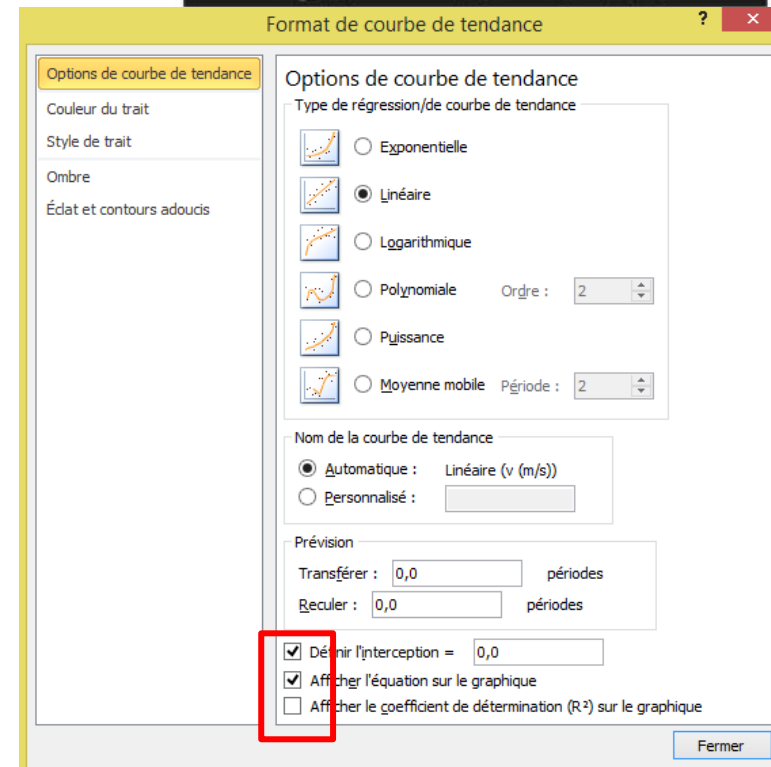 Format de courbe de tendance
?
×
Options de courbe de tendance
Couleur du trait
Style de trait
Ombre
Éclat et contours adoucis
Options de courbe de tendance
Type de régression/de courbe de tendance
Exponentielle
Linéaire
Logarithmique
Polynomiale Ordre : 2
Puissance
Moyenne mobile Période : 2
Nom de la courbe de tendance
Automatique : Linéaire (v (m/s))
Personnalisé :
Prévision
Transférer : 0,0 périodes
Reculer : 0,0 périodes
Définir l'interception = 0,0
Afficher l'équation sur le graphique
Afficher le coefficient de détermination (R²) sur le graphique
Fermer